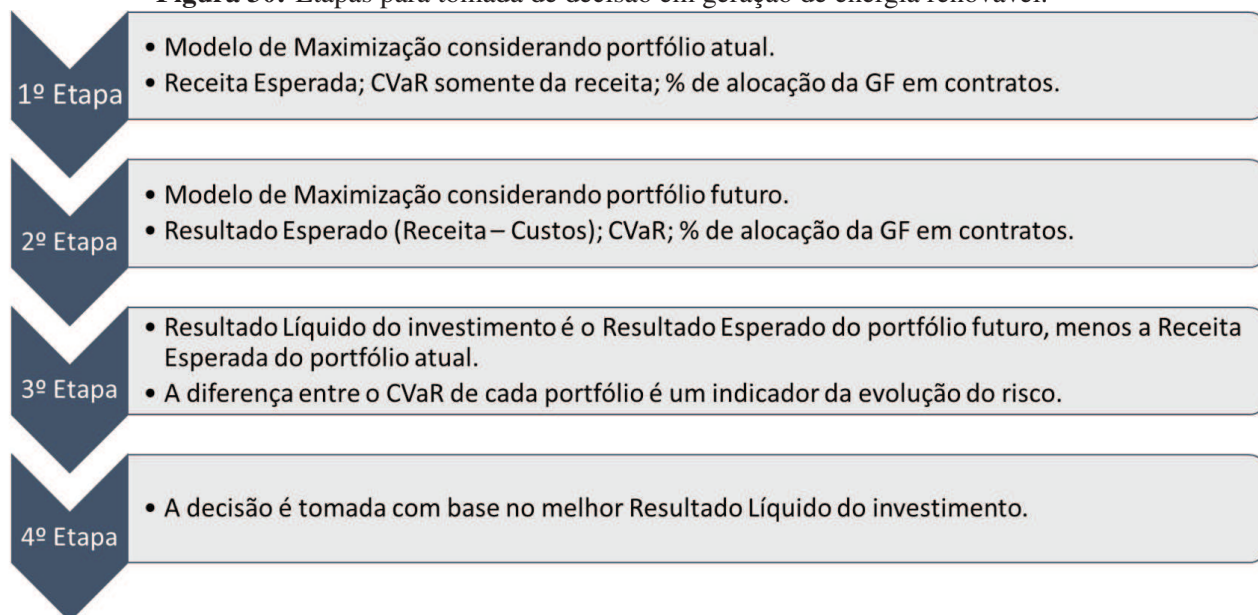 Figura 30: Etapas para tomada de decisão em geração de energia renovável.
1º Etapa
• Modelo de Maximização considerando portfólio atual.
• Receita Esperada; CVaR somente da receita; % de alocação da GF em contratos.
2º Etapa
• Modelo de Maximização considerando portfólio futuro.
• Resultado Esperado (Receita – Custos); CVaR; % de alocação da GF em contratos.
3º Etapa
• Resultado Líquido do investimento é o Resultado Esperado do portfólio futuro, menos a Receita
Esperada do portfólio atual.
• A diferença entre o CVaR de cada portfólio é um indicador da evolução do risco.
4º Etapa
• A decisão é tomada com base no melhor Resultado Líquido do investimento.